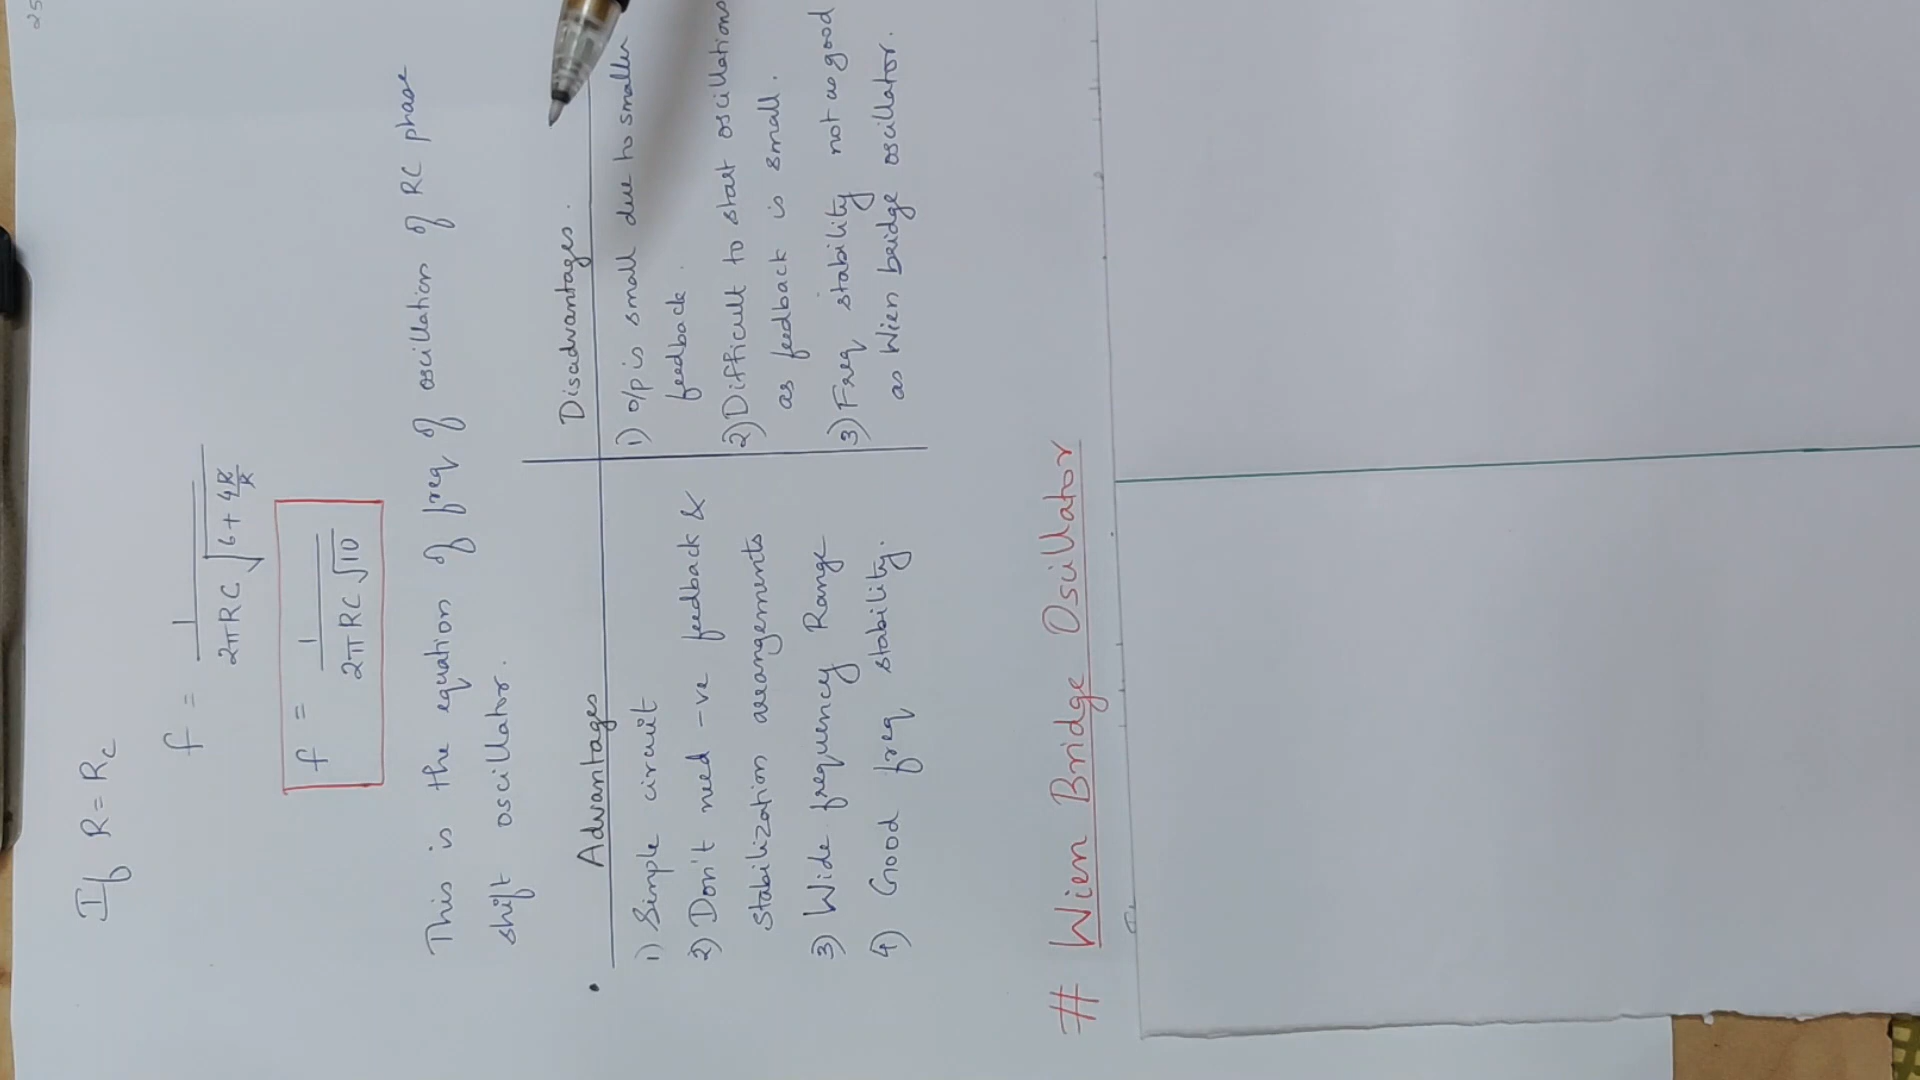 25
If R = Rc
f = 1 / 2πRC √6 + 4R/R
f = 1 / 2πRC √10
This is the equation of freq of oscillation of RC phase
shift oscillator.
Advantages
1) Simple circuit
2) Don't need -ve feedback &
stabilization arrangements
3) Wide frequency Range
4) Good freq stability.
Disadvantages.
1) o/p is small due to smaller
feedback.
2) Difficult to start oscillations
as feedback is small.
3) Freq stability not as good
as Wien bridge oscillator.
# Wien Bridge Oscillator